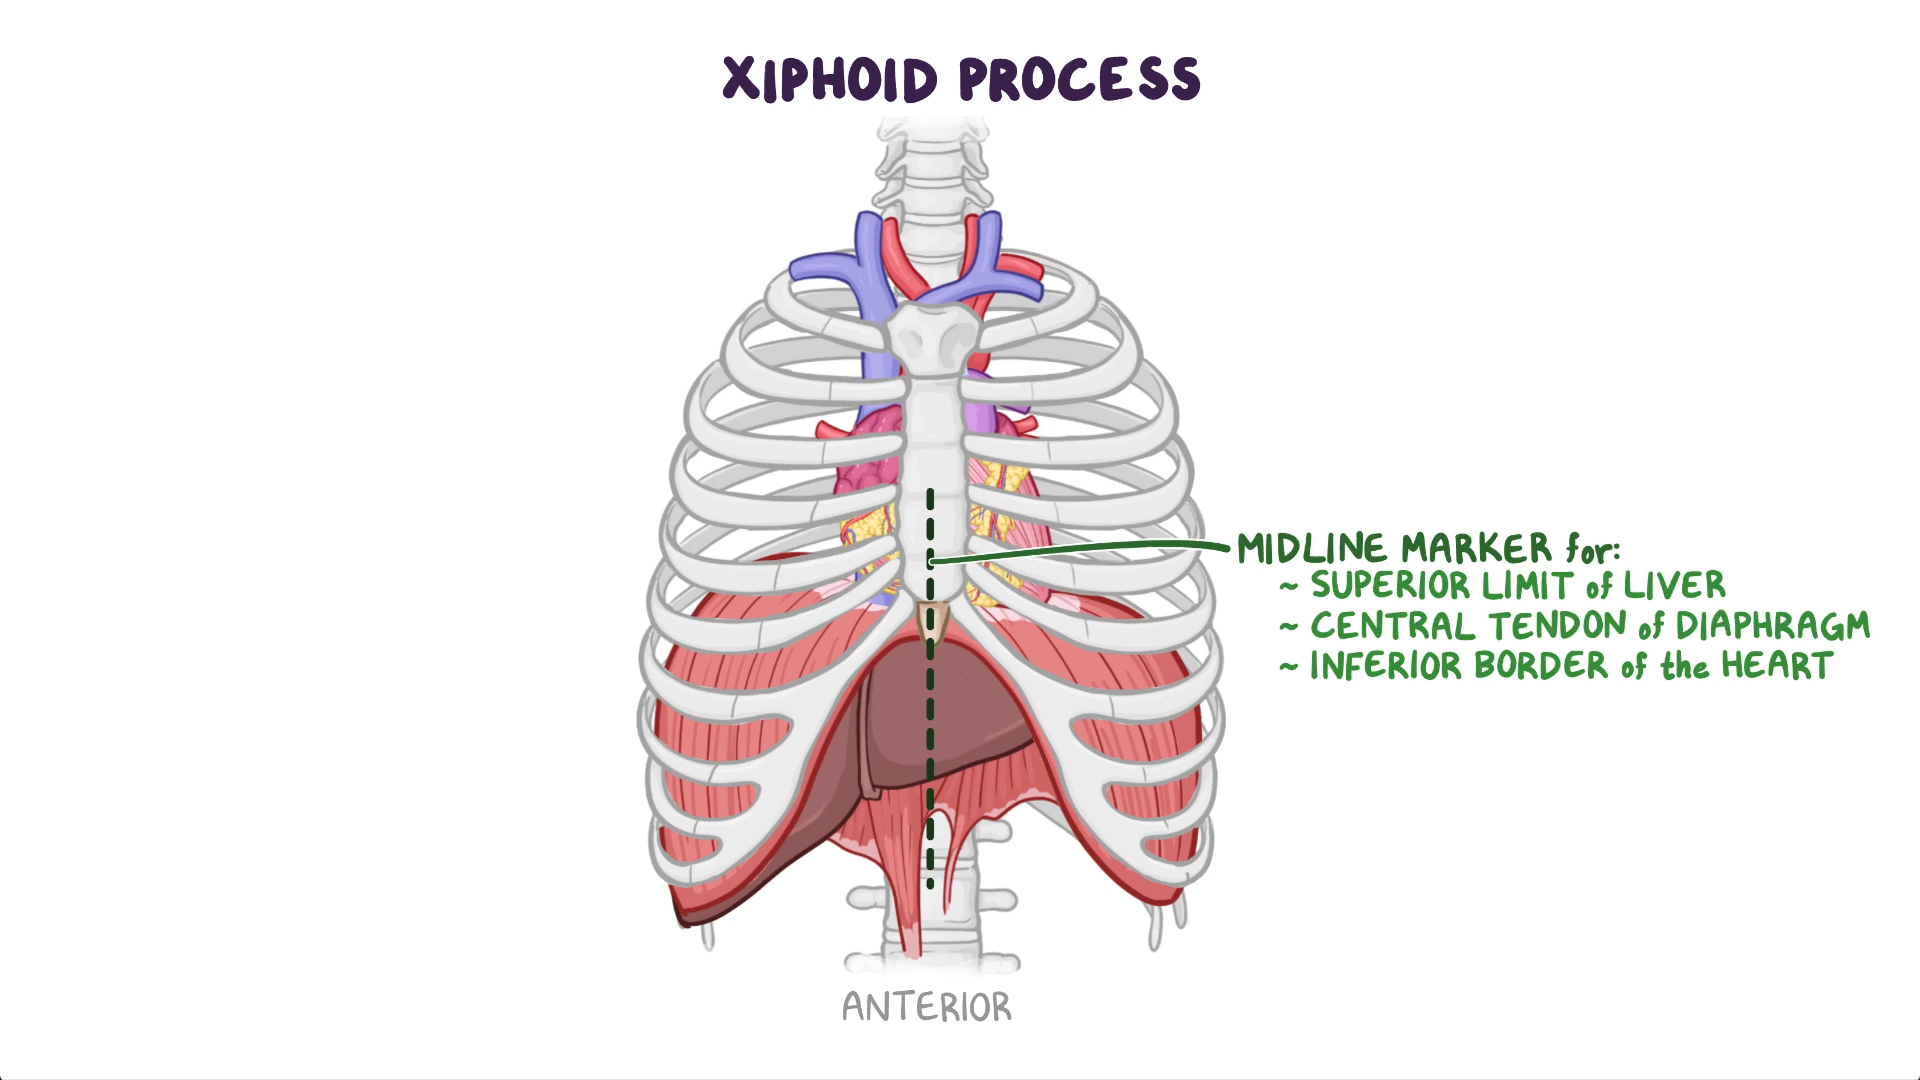 XIPHOID PROCESS
MIDLINE MARKER for:
~ SUPERIOR LIMIT of LIVER
~ CENTRAL TENDON of DIAPHRAGM
~ INFERIOR BORDER of the HEART
ANTERIOR